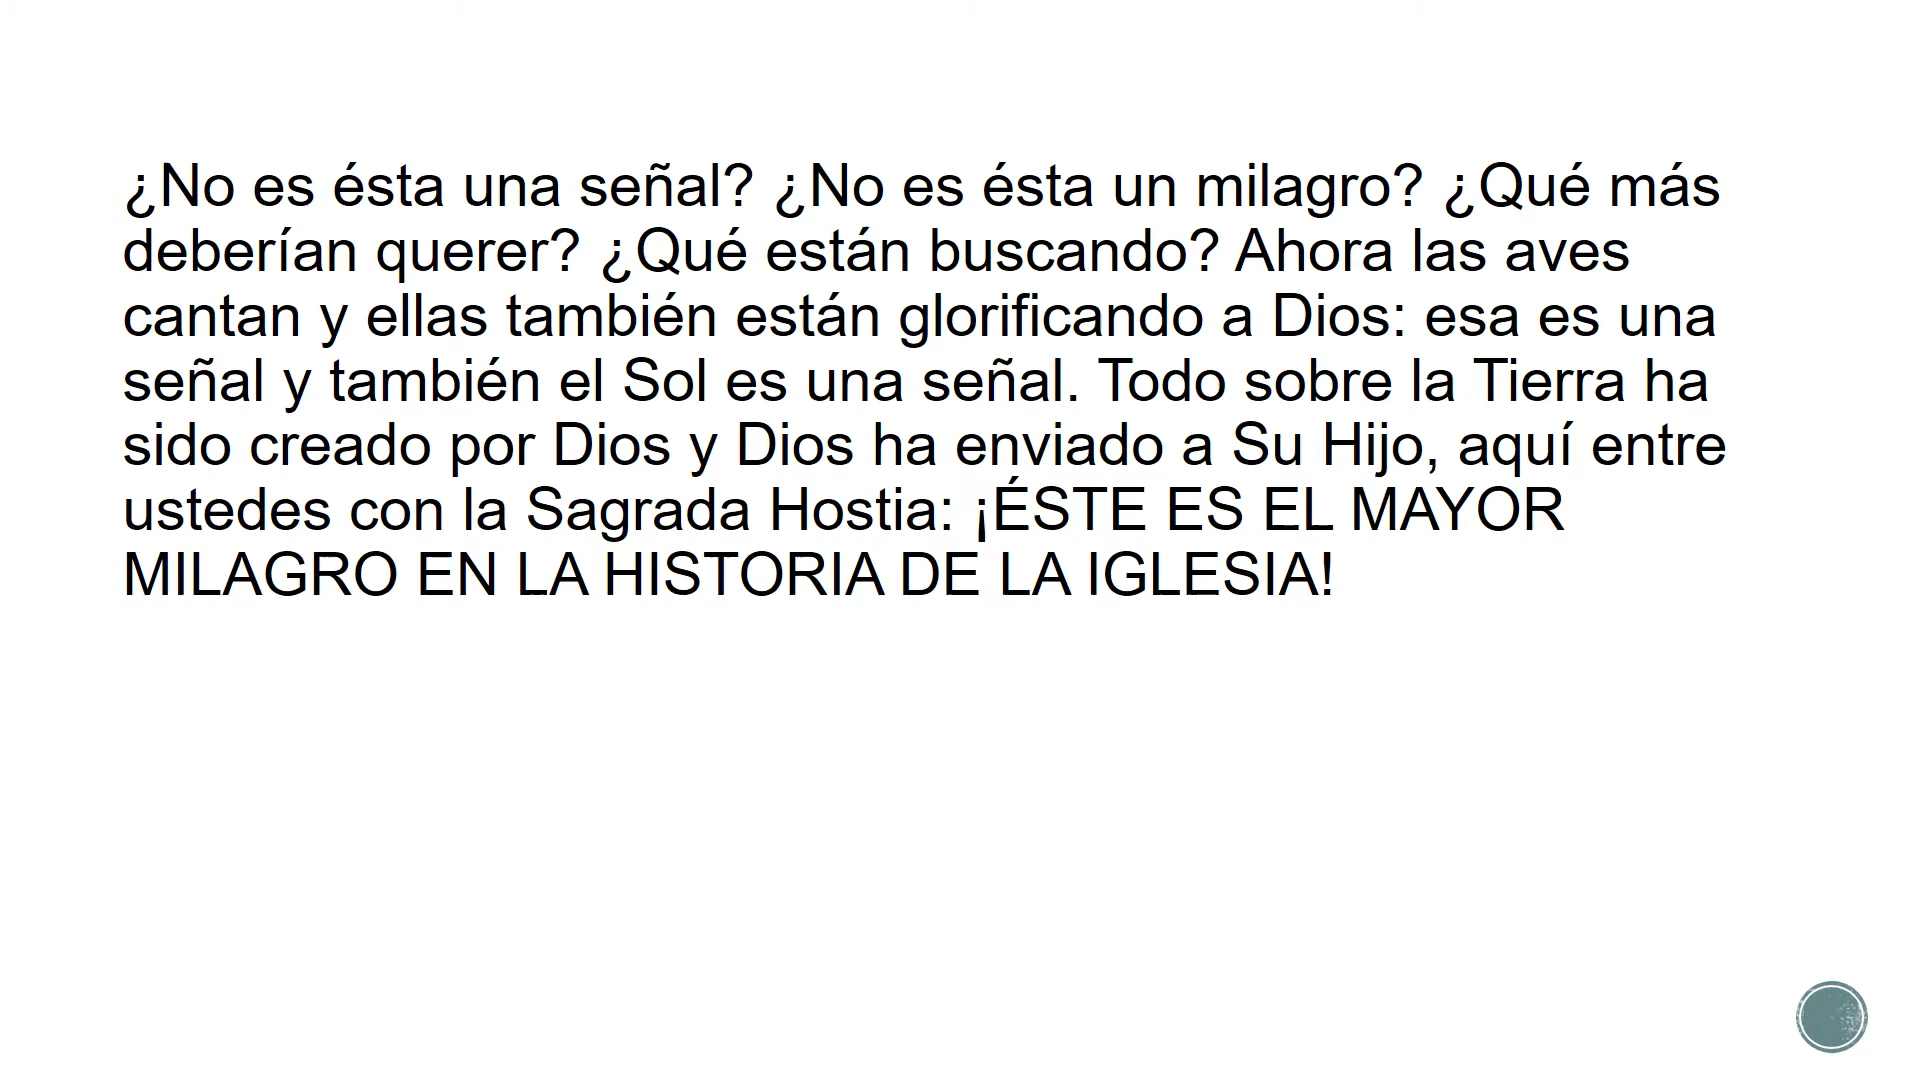 ¿No es ésta una señal? ¿No es ésta un milagro? ¿Qué más
deberían querer? ¿Qué están buscando? Ahora las aves
cantan y ellas también están glorificando a Dios: esa es una
señal y también el Sol es una señal. Todo sobre la Tierra ha
sido creado por Dios y Dios ha enviado a Su Hijo, aquí entre
ustedes con la Sagrada Hostia: ¡ÉSTE ES EL MAYOR
MILAGRO EN LA HISTORIA DE LA IGLESIA!